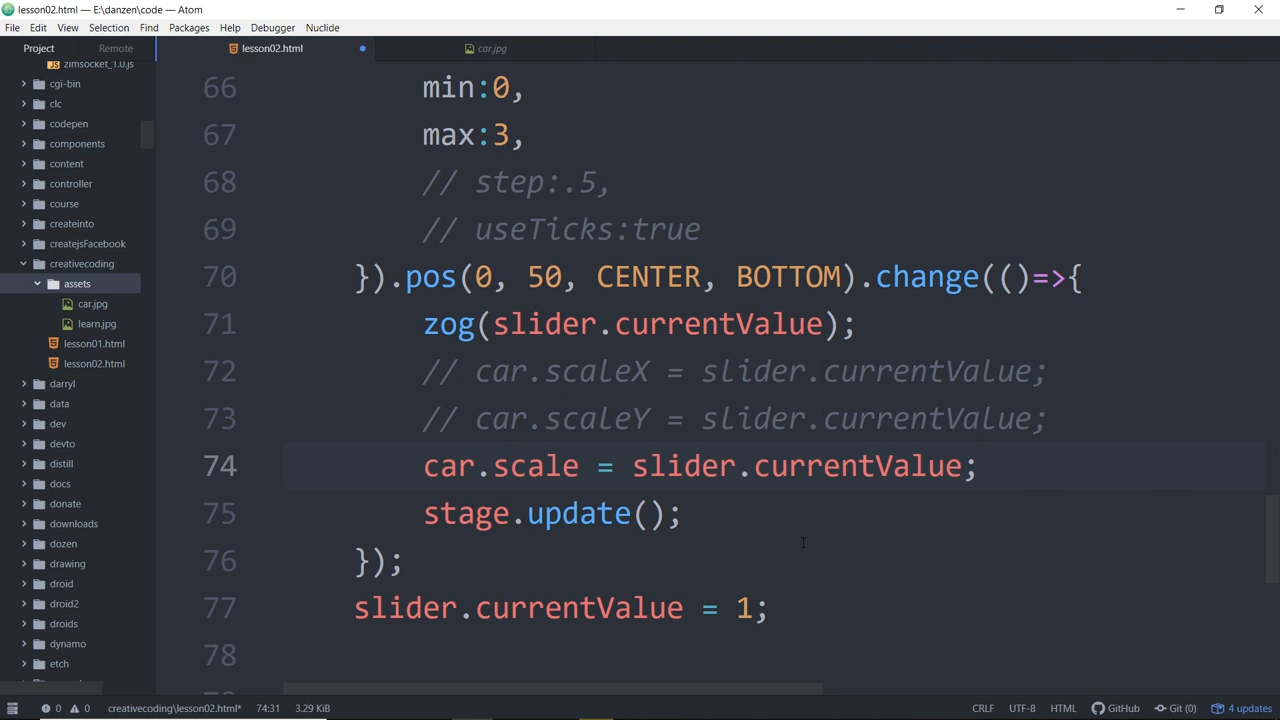 lesson02.html — E:\danzen\code — Atom
File Edit View Selection Find Packages Help Debugger Nuclide
Project Remote
lesson02.html
car.jpg
zimsocket_1.0.js
cgi-bin
clc
codepen
components
content
controller
course
createinto
createjsFacebook
creativecoding
assets
car.jpg
learn.jpg
lesson01.html
lesson02.html
darryl
data
dev
devto
distill
docs
donate
downloads
dozen
drawing
droid
droid2
droids
dynamo
etch
66 min:0,
67 max:3,
68 // step:.5,
69 // useTicks:true
70 }).pos(0, 50, CENTER, BOTTOM).change(()=>{
71 zog(slider.currentValue);
72 // car.scaleX = slider.currentValue;
73 // car.scaleY = slider.currentValue;
74 car.scale = slider.currentValue;
75 stage.update();
76 });
77 slider.currentValue = 1;
78
0 0 creativecoding\lesson02.html* 74:31 3.29 KiB CRLF UTF-8 HTML GitHub Git (0) 4 updates